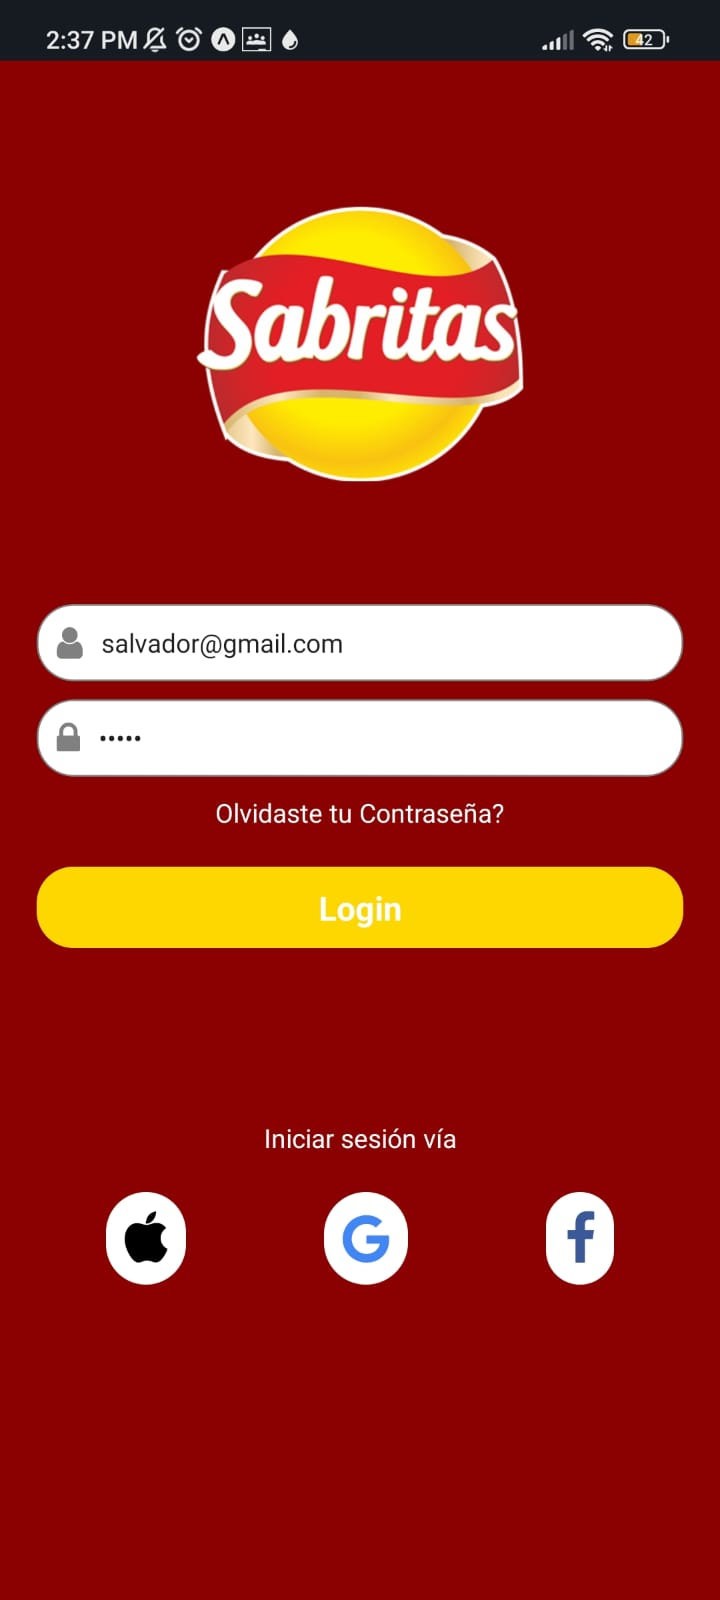 2:37 PM
42
Sabritas
salvador@gmail.com
•••••
Olvidaste tu Contraseña?
Login
Iniciar sesión vía